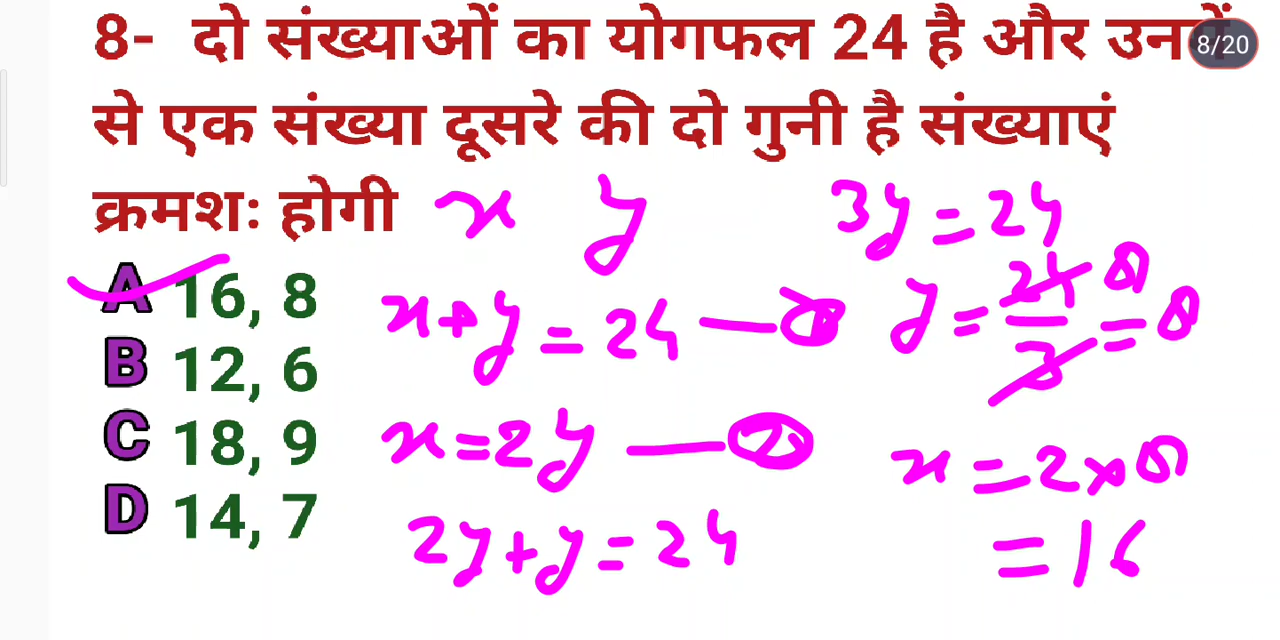 8- दो संख्याओं का योगफल 24 है और उनमें
8/20
से एक संख्या दूसरे की दो गुनी है संख्याएं
क्रमशः होगी
x y
3y = 24
A 16, 8
B 12, 6
C 18, 9
D 14, 7
x + y = 24 — ①
x = 2y — ②
2y + y = 24
y = 24/3 8 = 8
x = 2 × 8
= 16